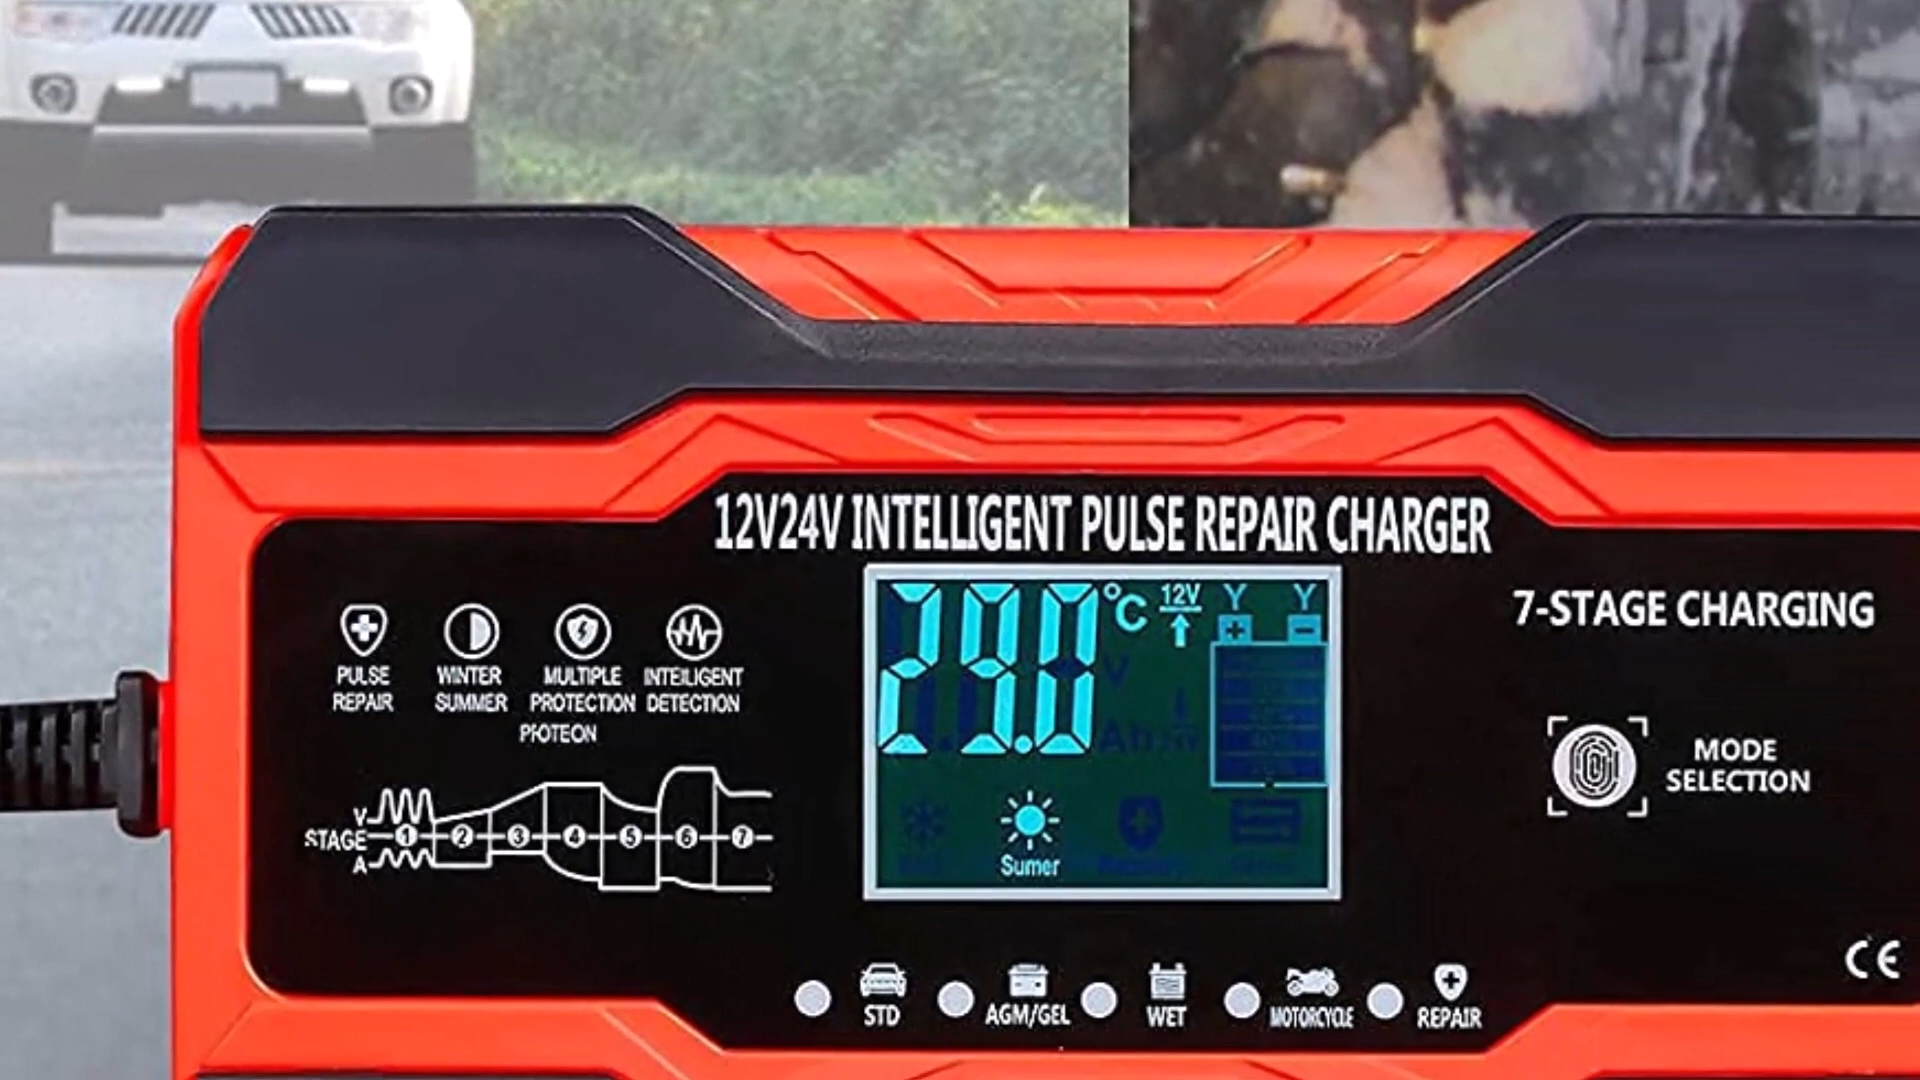 12V24V INTELLIGENT PULSE REPAIR CHARGER
7-STAGE CHARGING
29.0 °C 12V
PULSE REPAIR
WINTER SUMMER
MULTIPLE PROTECTION
PIOTEON
INTEILIGENT DETECTION
V
STAGE 1 2 3 4 5 6 7
A
V
Ah
Sumer
MODE
SELECTION
CE
STD AGM/GEL WET MOTORCYCLE REPAIR